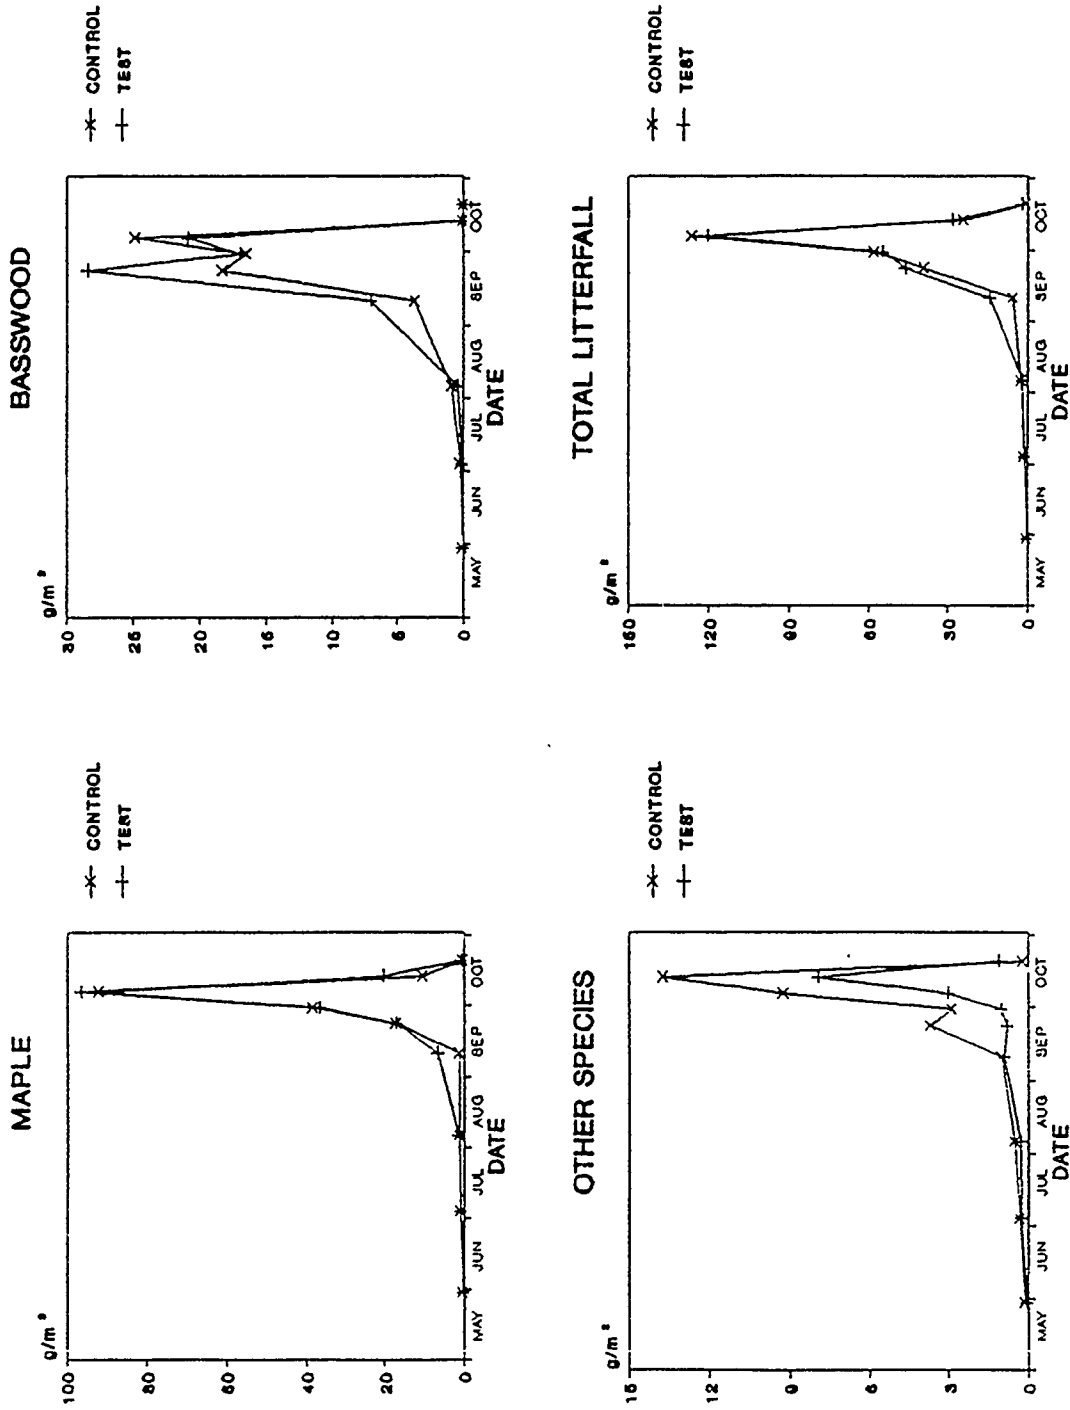 MAPLE
g/m²
100
80
60
40
20
0
MAY JUN JUL AUG SEP OCT
DATE
CONTROL
TEST
BASSWOOD
g/m²
30
25
20
15
10
5
0
MAY JUN JUL AUG SEP OCT
DATE
CONTROL
TEST
OTHER SPECIES
g/m²
15
12
9
6
3
0
MAY JUN JUL AUG SEP OCT
DATE
CONTROL
TEST
TOTAL LITTERFALL
g/m²
150
120
90
60
30
0
MAY JUN JUL AUG SEP OCT
DATE
CONTROL
TEST